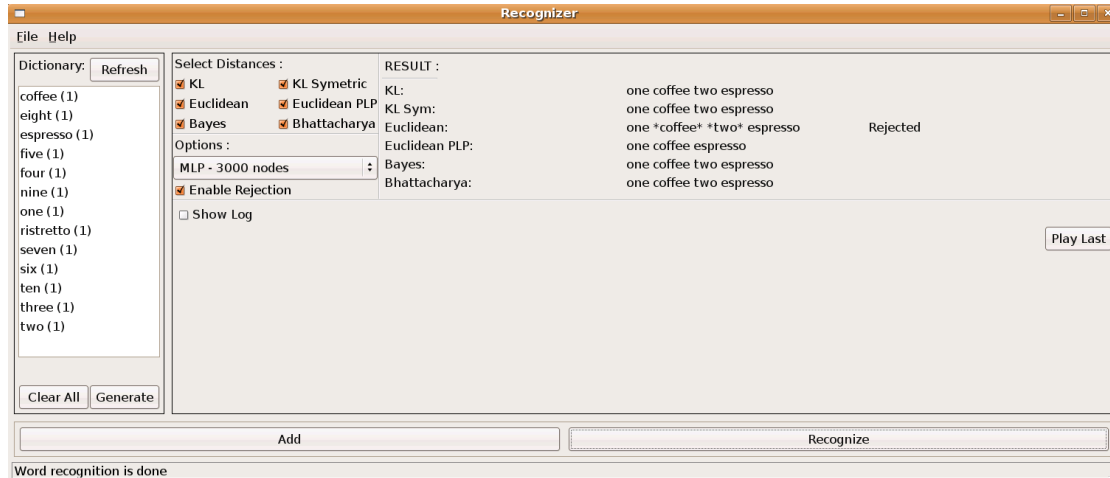 Recognizer
File Help
Dictionary: Refresh
coffee (1)
eight (1)
espresso (1)
five (1)
four (1)
nine (1)
one (1)
ristretto (1)
seven (1)
six (1)
ten (1)
three (1)
two (1)
Clear All Generate
Select Distances :
KL KL Symetric
Euclidean Euclidean PLP
Bayes Bhattacharya
Options :
MLP - 3000 nodes
Enable Rejection
RESULT :
KL: one coffee two espresso
KL Sym: one coffee two espresso
Euclidean: one *coffee* *two* espresso Rejected
Euclidean PLP: one coffee espresso
Bayes: one coffee two espresso
Bhattacharya: one coffee two espresso
Show Log
Play Last
Add Recognize
Word recognition is done